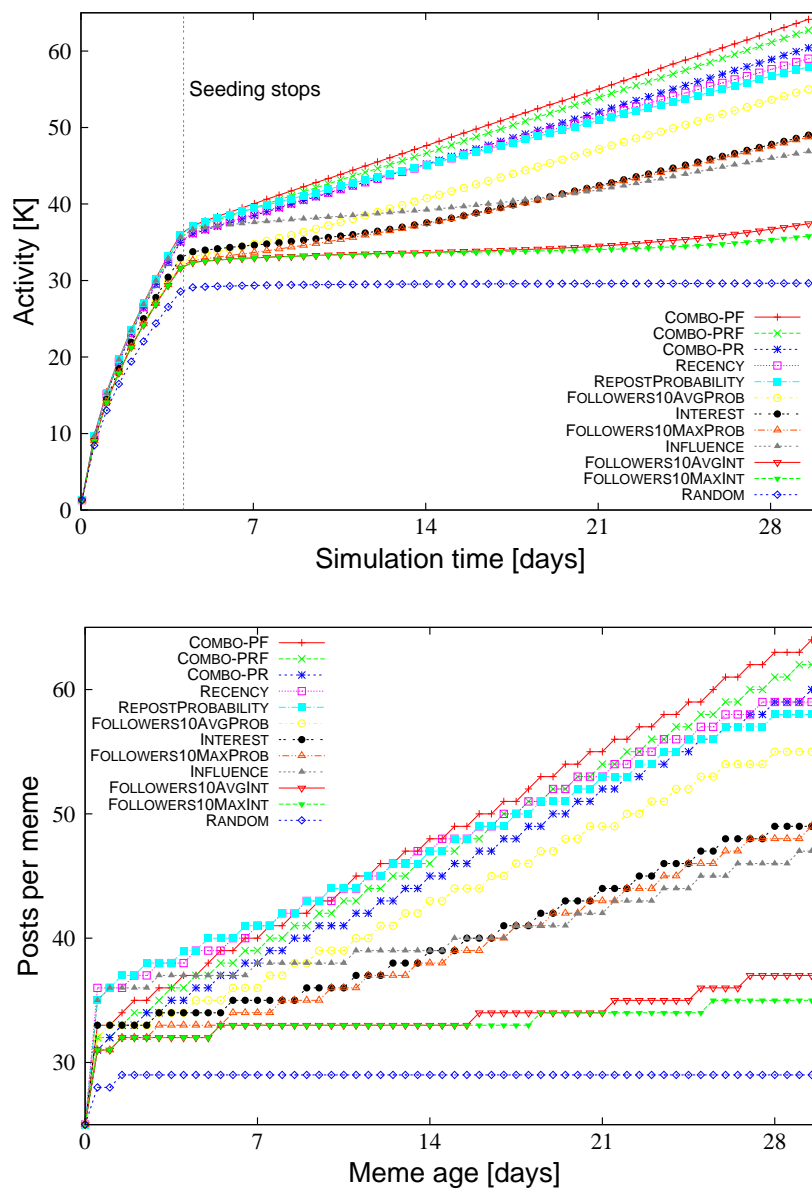 65
60
50
40
30
20
10
0
Activity [K]
Seeding stops
COMBO-PF
COMBO-PRF
COMBO-PR
RECENCY
REPOSTPROBABILITY
FOLLOWERS10AVGPROB
INTEREST
FOLLOWERS10MAXPROB
INFLUENCE
FOLLOWERS10AVGINT
FOLLOWERS10MAXINT
RANDOM
0 7 14 21 28
Simulation time [days]
COMBO-PF
COMBO-PRF
COMBO-PR
RECENCY
REPOSTPROBABILITY
FOLLOWERS10AVGPROB
INTEREST
FOLLOWERS10MAXPROB
INFLUENCE
FOLLOWERS10AVGINT
FOLLOWERS10MAXINT
RANDOM
60
50
40
30
Posts per meme
0 7 14 21 28
Meme age [days]